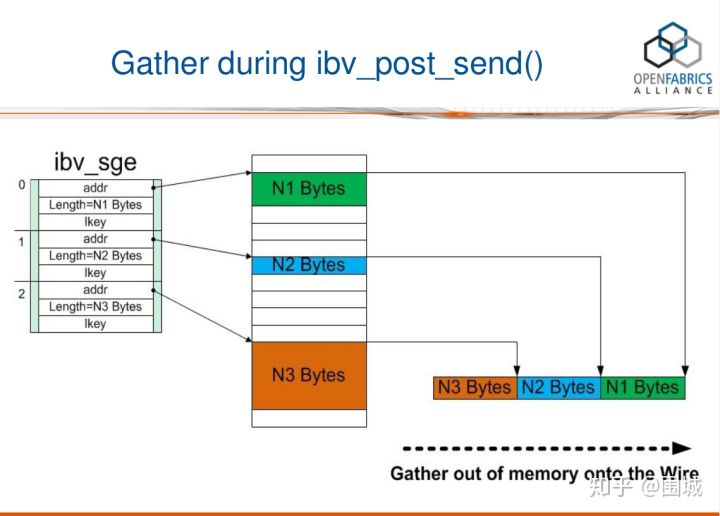 Gather during ibv_post_send()
OPENFABRICS
ALLIANCE
ibv_sge
0
addr
Length=N1 Bytes
lkey
1
addr
Length=N2 Bytes
lkey
2
addr
Length=N3 Bytes
lkey
N1 Bytes
N2 Bytes
N3 Bytes
N3 Bytes N2 Bytes N1 Bytes
Gather out of memory onto the Wire
知乎 @围城